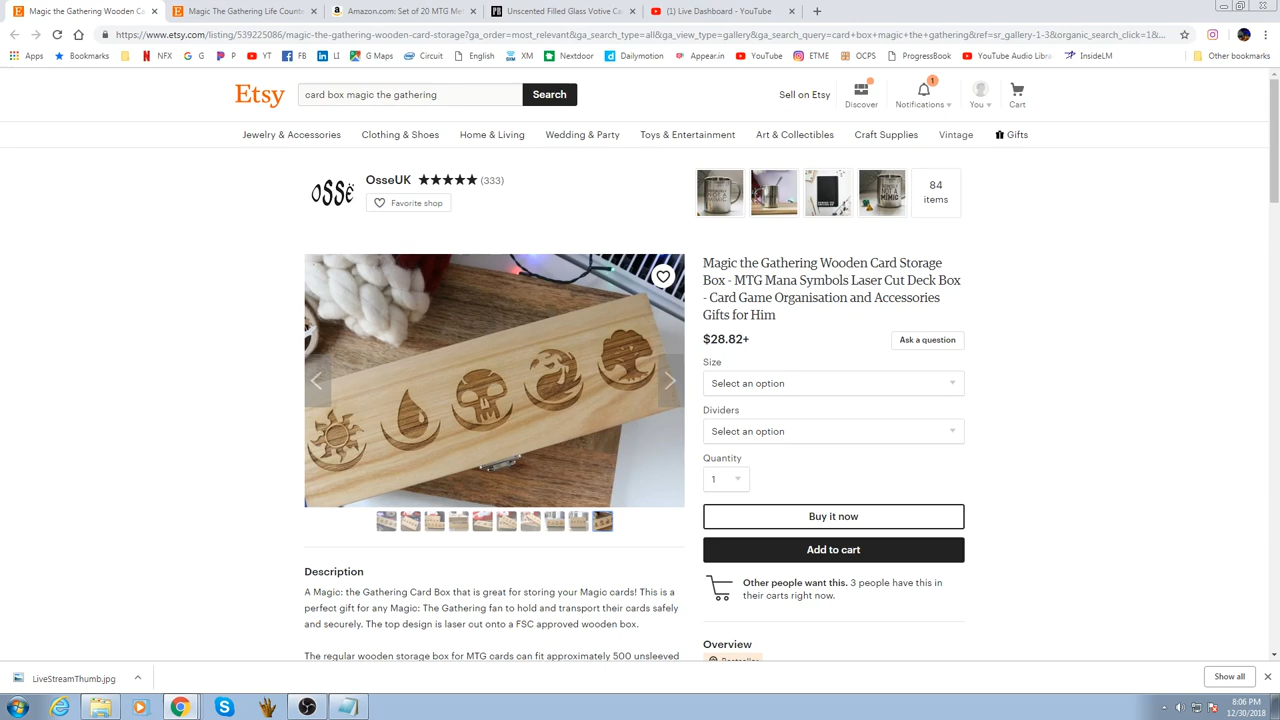 Magic the Gathering Wooden Ca
Magic The Gathering Life Count
Amazon.com: Set of 20 MTG Me
Unscented Filled Glass Votive Ca
(1) Live Dashboard - YouTube
https://www.etsy.com/listing/539225086/magic-the-gathering-wooden-card-storage?ga_order=most_relevant&ga_search_type=all&ga_view_type=gallery&ga_search_query=card+box+magic+the+gathering&ref=sr_gallery-1-3&organic_search_click=1&...
Apps
Bookmarks
NFX
G
YT
FB
LI
G Maps
Circuit
English
XM
Nextdoor
Dailymotion
Appear.in
YouTube
ETME
OCPS
ProgressBook
YouTube Audio Libra
InsideLM
Other bookmarks
Etsy
card box magic the gathering
Search
Sell on Etsy
Discover
1
Notifications
You
Cart
Jewelry & Accessories
Clothing & Shoes
Home & Living
Wedding & Party
Toys & Entertainment
Art & Collectibles
Craft Supplies
Vintage
Gifts
OSSE
OsseUK ★★★★★ (333)
Favorite shop
MIMIC
84
items
Magic the Gathering Wooden Card Storage
Box - MTG Mana Symbols Laser Cut Deck Box
- Card Game Organisation and Accessories
Gifts for Him
$28.82+
Ask a question
Size
Select an option
Dividers
Select an option
Quantity
1
Buy it now
Add to cart
Other people want this. 3 people have this in
their carts right now.
Overview
Bestseller
Description
A Magic: the Gathering Card Box that is great for storing your Magic cards! This is a
perfect gift for any Magic: The Gathering fan to hold and transport their cards safely
and securely. The top design is laser cut onto a FSC approved wooden box.
The regular wooden storage box for MTG cards can fit approximately 500 unsleeved
LiveStreamThumb.jpg
Show all
8:06 PM
12/30/2018